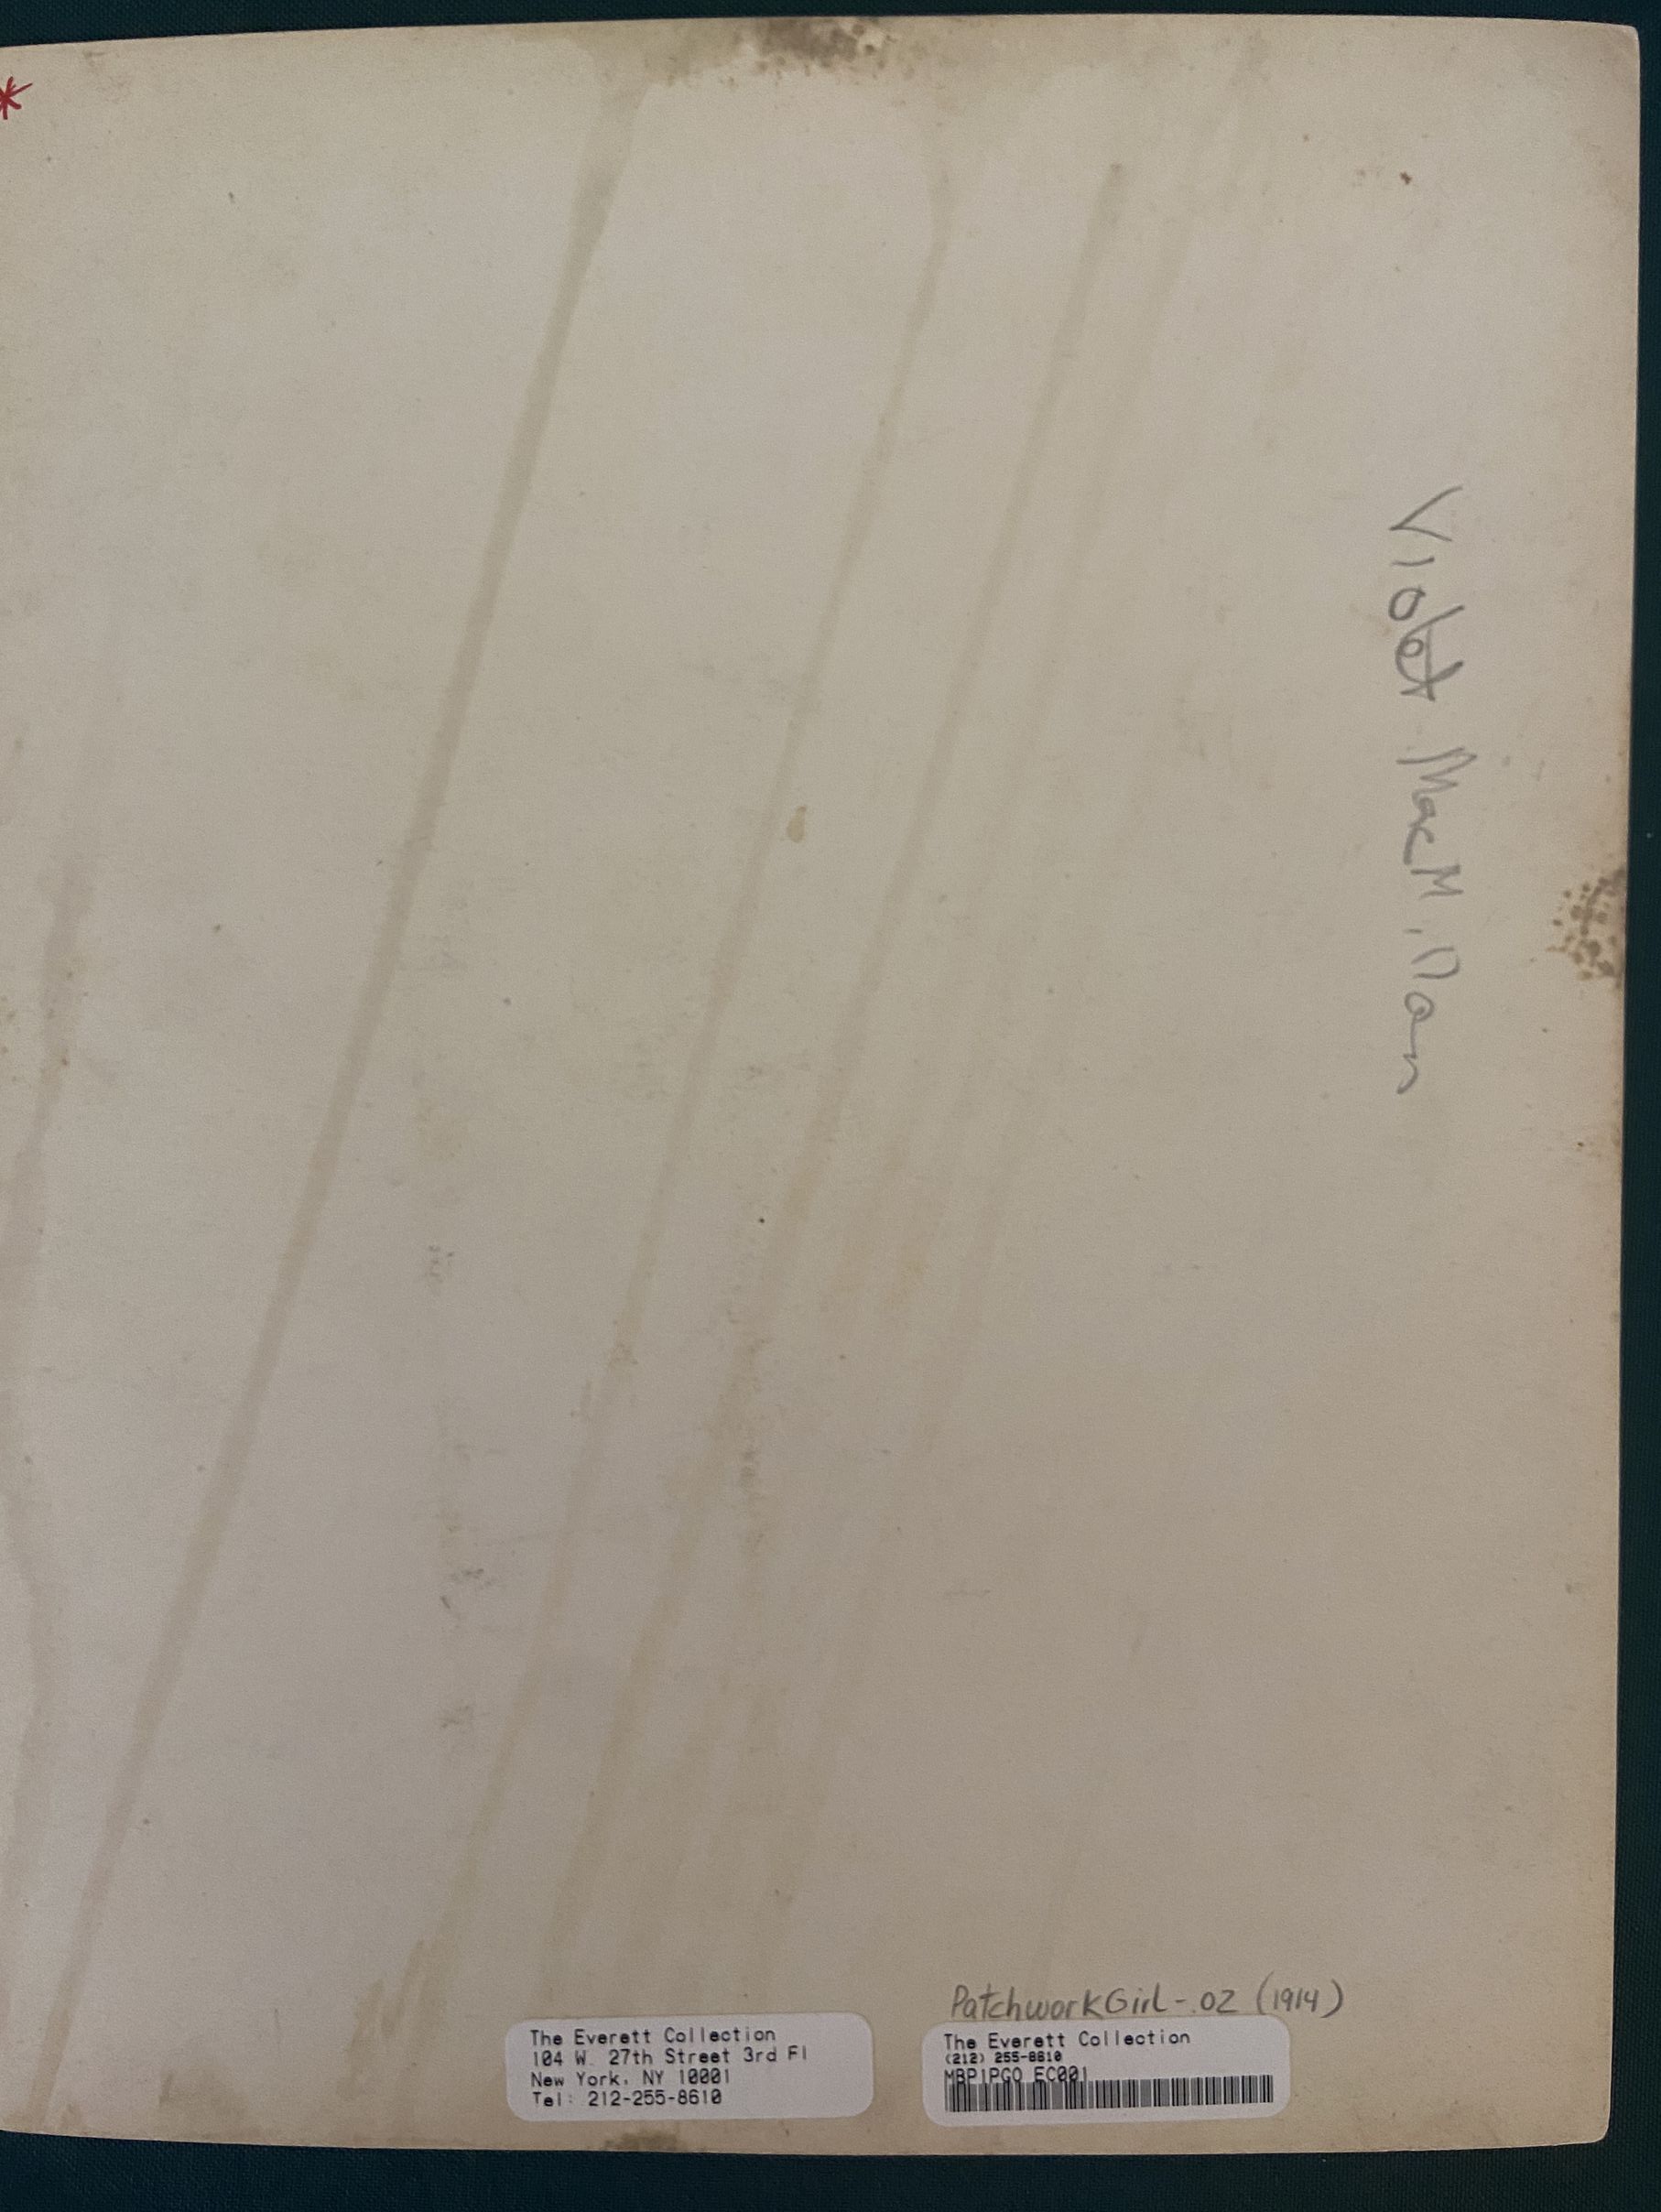 *
Violet MacMillan
PatchworkGirl - OZ (1914)
The Everett Collection
104 W. 27th Street 3rd Fl
New York, NY 10001
Tel: 212-255-8610
The Everett Collection
(212) 255-8610
MBP1PGO EC001